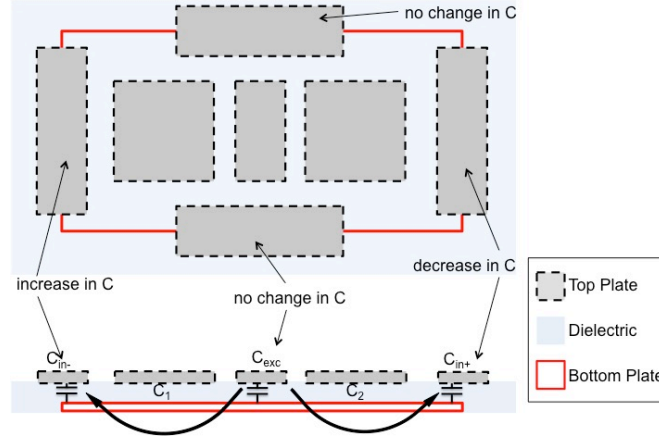 no change in C
increase in C
no change in C
decrease in C
Top Plate
Dielectric
Bottom Plate
Cin-
Cexc
Cin+
C1
C2